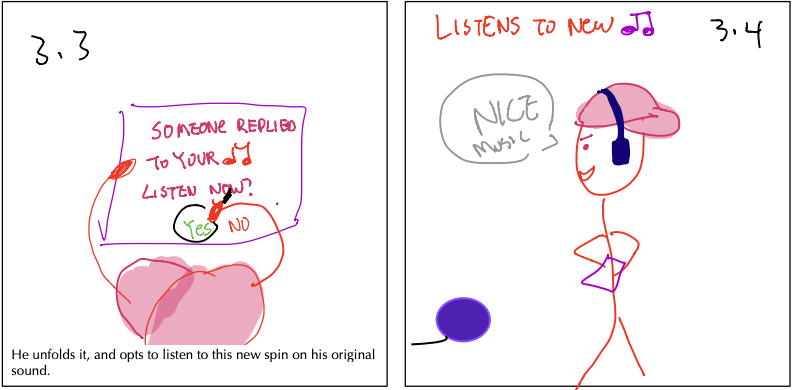 3.3
SOMEONE REPLIED
TO YOUR
LISTEN NOW?
Yes NO
He unfolds it, and opts to listen to this new spin on his original
sound.
LISTENS TO NEW
3.4
NICE
MUSIC